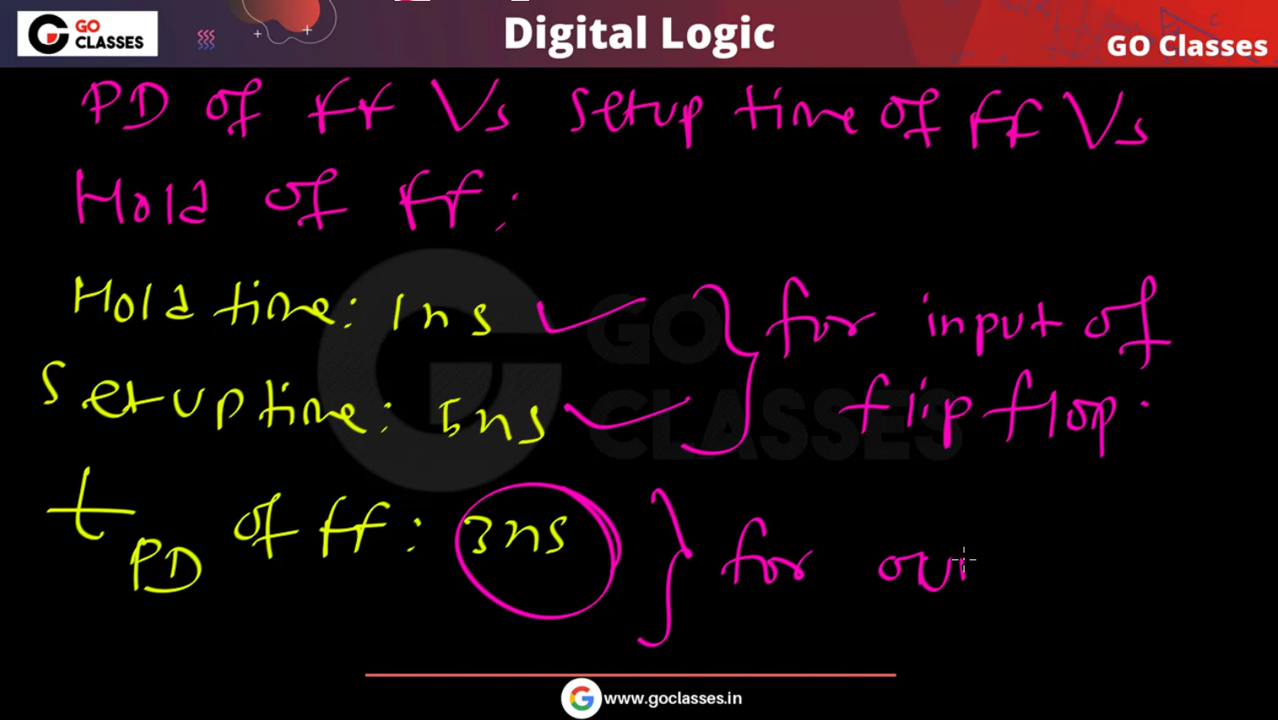 GO CLASSES
Digital Logic
GO Classes
PD of ff Vs Setup time of ff Vs
Hold of ff:
Hold time: 1ns
for input of
Setup time: 5ns
flip flop.
tPD of ff: 3ns
for out
GO CLASSES
www.goclasses.in